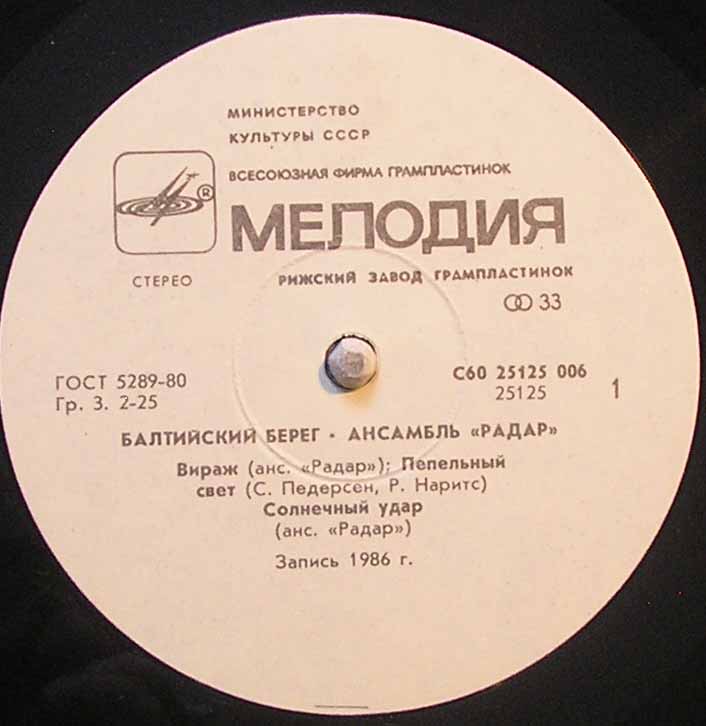 МИНИСТЕРСТВО
КУЛЬТУРЫ СССР
ВСЕСОЮЗНАЯ ФИРМА ГРАМПЛАСТИНОК
®
МЕЛОДИЯ
СТЕРЕО
РИЖСКИЙ ЗАВОД ГРАМПЛАСТИНОК
33
ГОСТ 5289-80
Гр. 3. 2-25
С60 25125 006
25125
1
БАЛТИЙСКИЙ БЕРЕГ • АНСАМБЛЬ «РАДАР»
Вираж (анс. «Радар»); Пепельный
свет (С. Педерсен, Р. Наритс)
Солнечный удар
(анс. «Радар»)
Запись 1986 г.